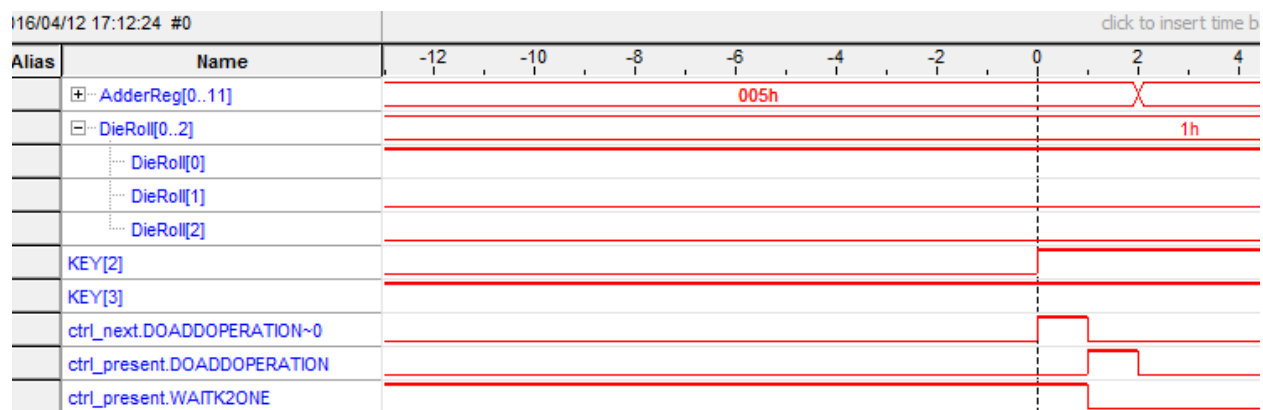 016/04/12 17:12:24 #0 click to insert time b
Alias Name -12 -10 -8 -6 -4 -2 0 2 4
AdderReg[0..11] 005h
DieRoll[0..2] 1h
DieRoll[0]
DieRoll[1]
DieRoll[2]
KEY[2]
KEY[3]
ctrl_next.DOADDOPERATION~0
ctrl_present.DOADDOPERATION
ctrl_present.WAITK2ONE